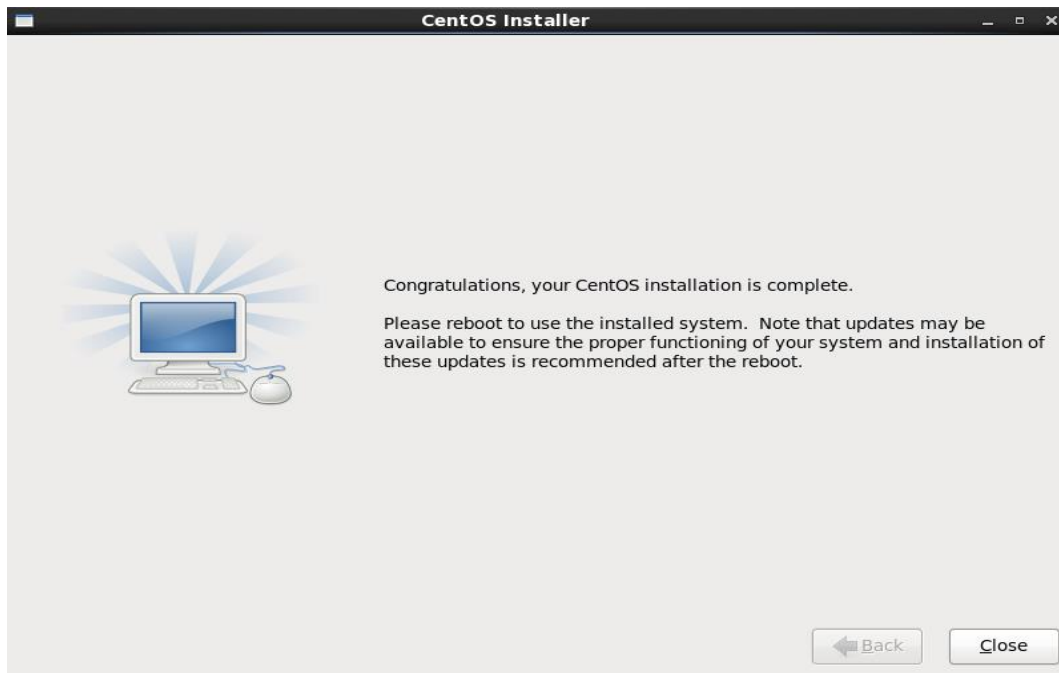 CentOS Installer
Congratulations, your CentOS installation is complete.
Please reboot to use the installed system.  Note that updates may be
available to ensure the proper functioning of your system and installation of
these updates is recommended after the reboot.
Back
Close